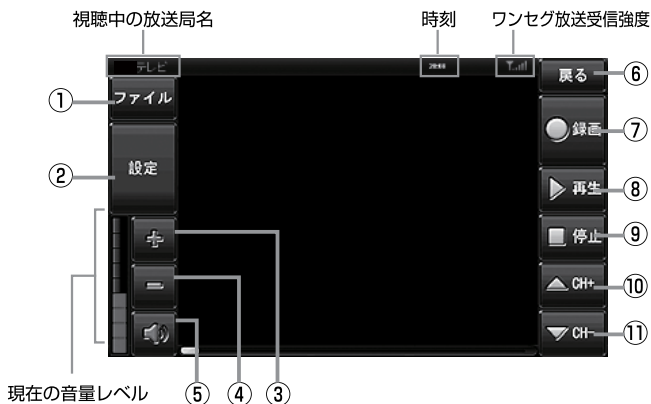 視聴中の放送局名
時刻
ワンセグ放送受信強度
テレビ
戻る
⑥
①
ファイル
⑦
録画
②
設定
⑧
再生
⑨
停止
⑩
CH+
⑪
CH-
現在の音量レベル
⑤
④
③